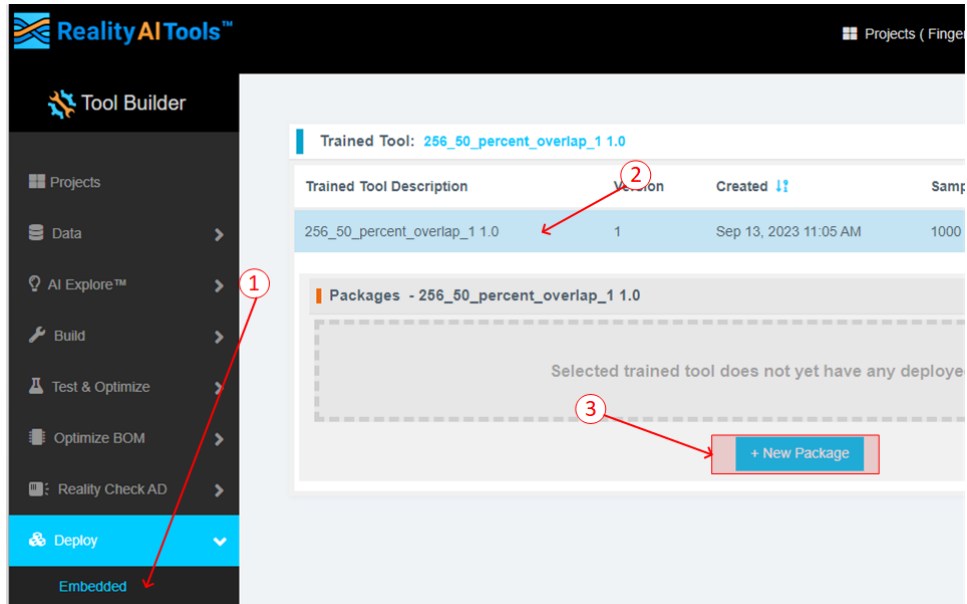 RealityAITools™
Projects ( Finger
Tool Builder
Trained Tool: 256_50_percent_overlap_1 1.0
Trained Tool Description Version Created Samp
256_50_percent_overlap_1 1.0 1 Sep 13, 2023 11:05 AM 1000
Projects
Data
AI Explore™
Build
Test & Optimize
Optimize BOM
Reality Check AD
Deploy
Embedded
Packages - 256_50_percent_overlap_1 1.0
Selected trained tool does not yet have any deploye
+ New Package
1
2
3